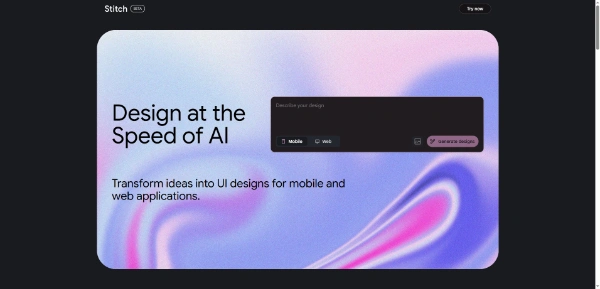 Stitch BETA
Try now
Design at the
Speed of AI
Describe your design
Mobile
Web
Generate designs
Transform ideas into UI designs for mobile and
web applications.